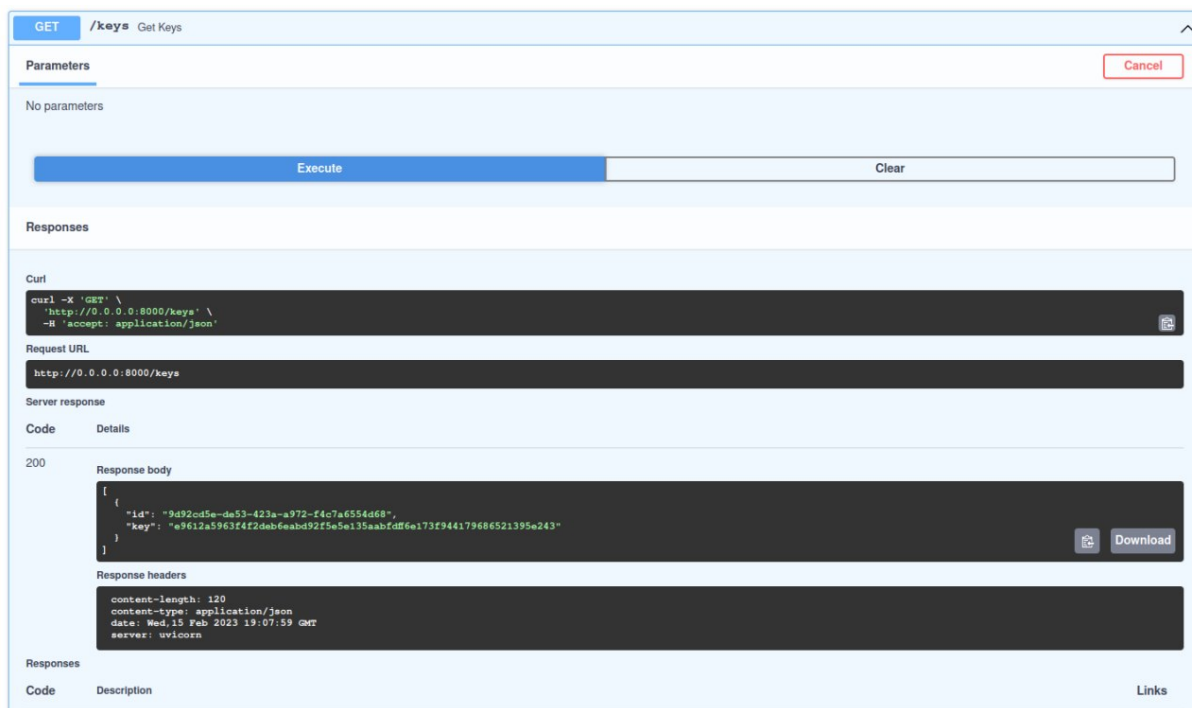 GET /keys Get Keys
Parameters
Cancel
No parameters
Execute
Clear
Responses
Curl
curl -X 'GET' \
'http://0.0.0.0:8000/keys' \
-H 'accept: application/json'
Request URL
http://0.0.0.0:8000/keys
Server response
Code Details
200
Response body
[
{
"id": "9d92cd5e-de53-423a-a972-f4c7a6554d68",
"key": "e9612a5963f4f2deb6eabd92f5e5e135aabfdff6e173f944179686521395e243"
}
]
Download
Response headers
content-length: 120
content-type: application/json
date: Wed,15 Feb 2023 19:07:59 GMT
server: uvicorn
Responses
Code Description Links